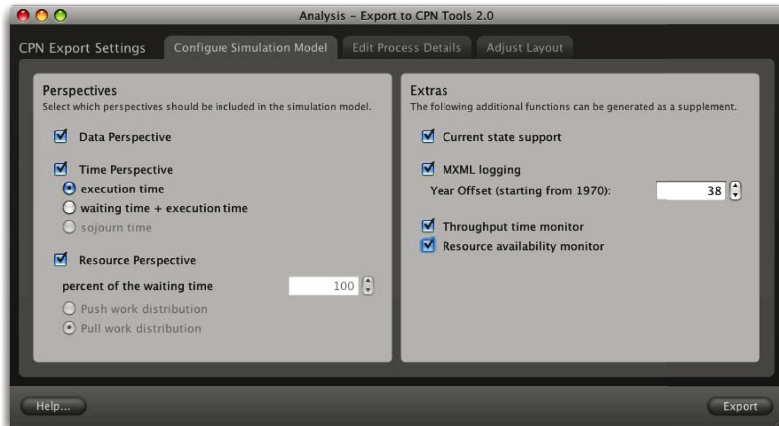 Analysis – Export to CPN Tools 2.0
CPN Export Settings
Configure Simulation Model
Edit Process Details
Adjust Layout
Perspectives
Select which perspectives should be included in the simulation model.
Data Perspective
Time Perspective
execution time
waiting time + execution time
sojourn time
Resource Perspective
percent of the waiting time
100
Push work distribution
Pull work distribution
Extras
The following additional functions can be generated as a supplement.
Current state support
MXML logging
Year Offset (starting from 1970):
38
Throughput time monitor
Resource availability monitor
Help...
Export